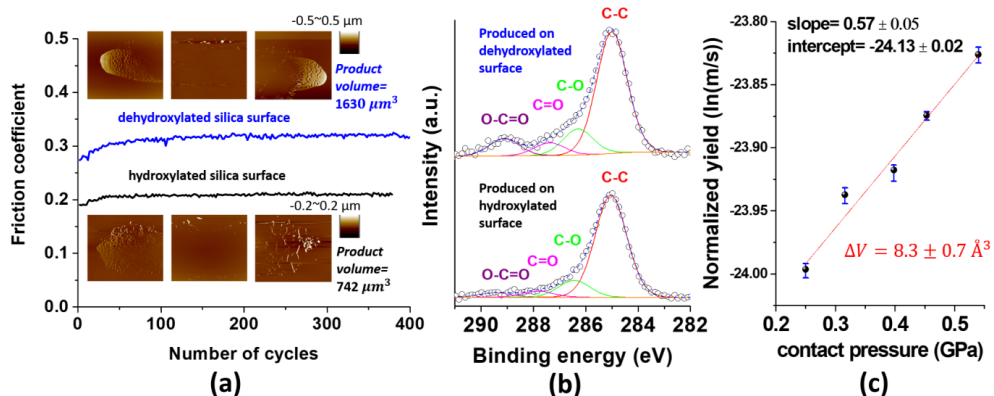 Friction coefficient
0.5
0.4
0.3
0.2
0.1
0.0
-0.5~0.5 μm
Product
volume=
1630 μm³
dehydroxylated silica surface
hydroxylated silica surface
-0.2~0.2 μm
Product
volume=
742 μm³
0
100
200
300
400
Number of cycles
(a)
Intensity (a.u.)
Produced on
dehydroxylated
surface
C-C
C-O
C=O
O-C=O
Produced on
hydroxylated
surface
C-C
C-O
C=O
O-C=O
290
288
286
284
282
Binding energy (eV)
(b)
Normalized yield (ln(m/s))
-23.80
-23.85
-23.90
-23.95
-24.00
slope= 0.57 ± 0.05
intercept= -24.13 ± 0.02
ΔV = 8.3 ± 0.7 Å³
0.2
0.3
0.4
0.5
contact pressure (GPa)
(c)